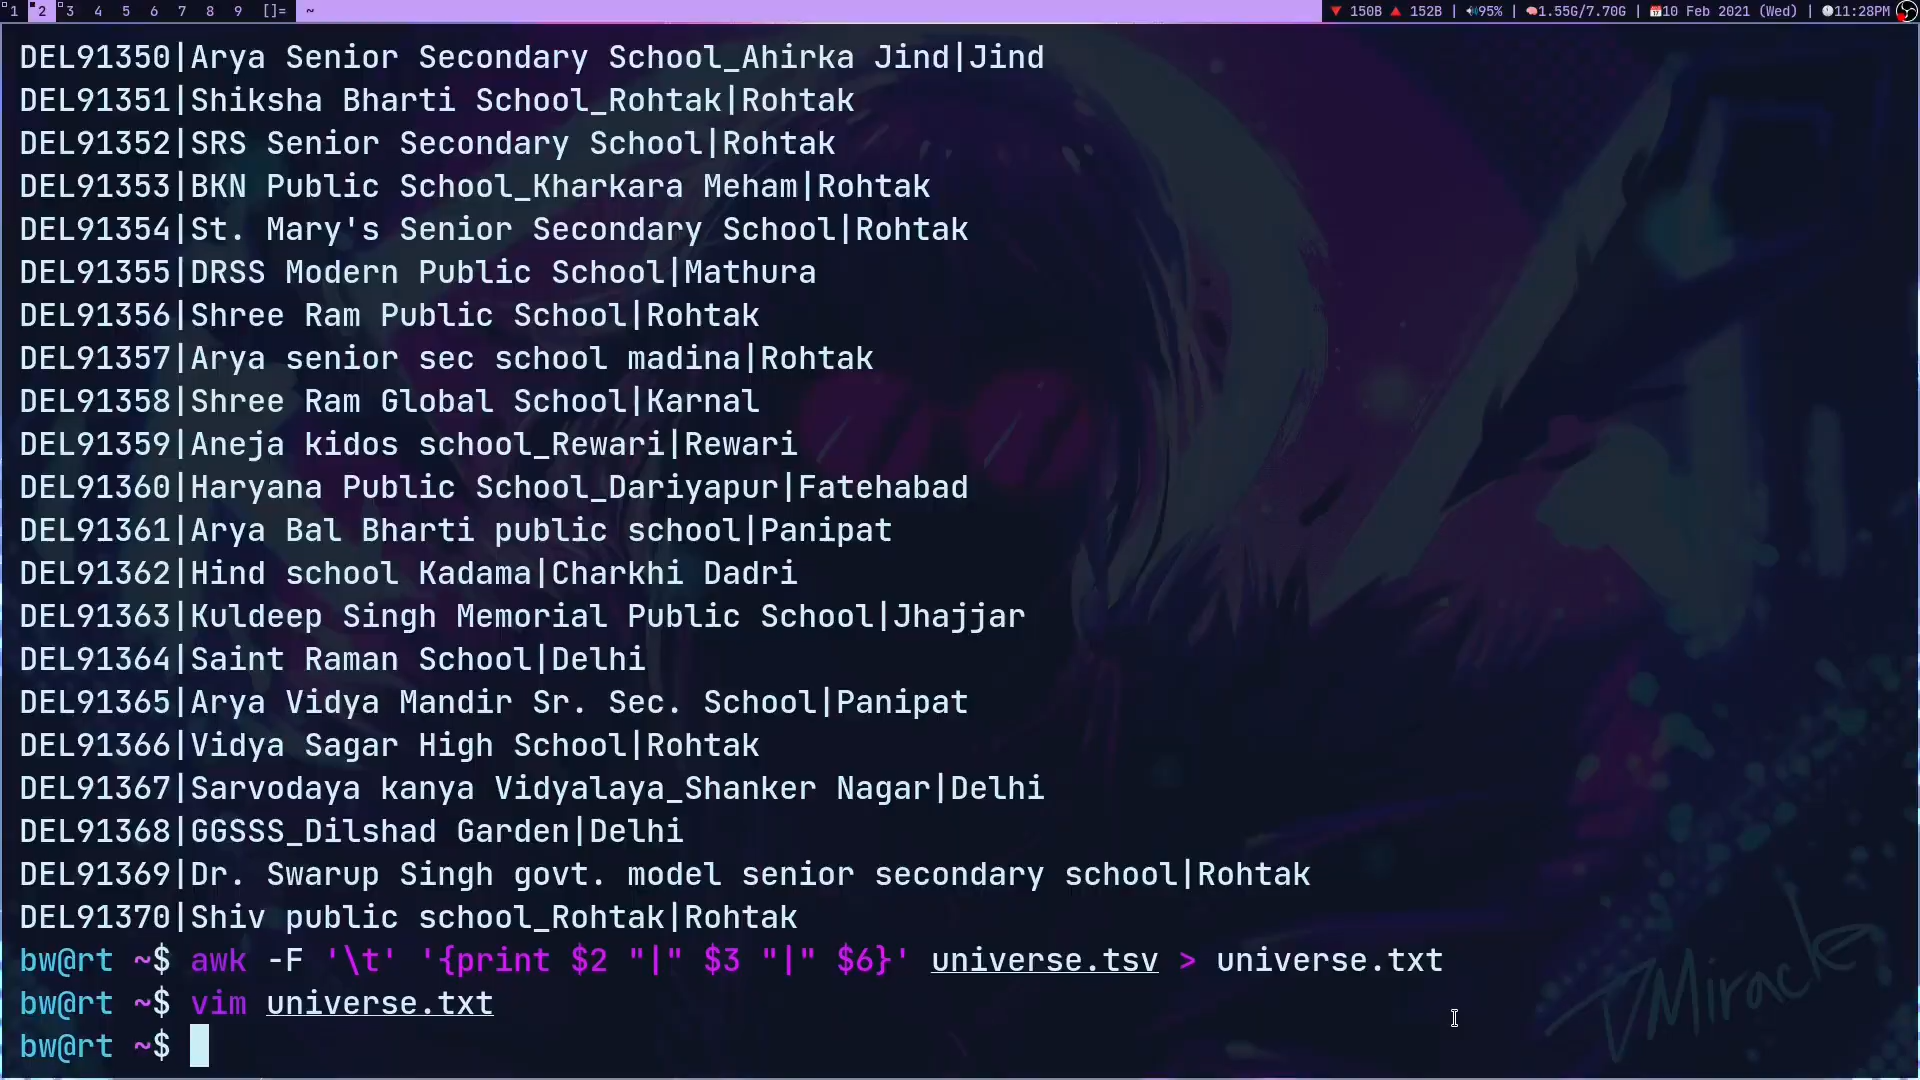 1 2 3 4 5 6 7 8 9 []= ~ 150B 152B | 95% | 1.55G/7.70G | 10 Feb 2021 (Wed) | 11:28PM
DEL91350|Arya Senior Secondary School_Ahirka Jind|Jind
DEL91351|Shiksha Bharti School_Rohtak|Rohtak
DEL91352|SRS Senior Secondary School|Rohtak
DEL91353|BKN Public School_Kharkara Meham|Rohtak
DEL91354|St. Mary's Senior Secondary School|Rohtak
DEL91355|DRSS Modern Public School|Mathura
DEL91356|Shree Ram Public School|Rohtak
DEL91357|Arya senior sec school madina|Rohtak
DEL91358|Shree Ram Global School|Karnal
DEL91359|Aneja kidos school_Rewari|Rewari
DEL91360|Haryana Public School_Dariyapur|Fatehabad
DEL91361|Arya Bal Bharti public school|Panipat
DEL91362|Hind school Kadama|Charkhi Dadri
DEL91363|Kuldeep Singh Memorial Public School|Jhajjar
DEL91364|Saint Raman School|Delhi
DEL91365|Arya Vidya Mandir Sr. Sec. School|Panipat
DEL91366|Vidya Sagar High School|Rohtak
DEL91367|Sarvodaya kanya Vidyalaya_Shanker Nagar|Delhi
DEL91368|GGSSS_Dilshad Garden|Delhi
DEL91369|Dr. Swarup Singh govt. model senior secondary school|Rohtak
DEL91370|Shiv public school_Rohtak|Rohtak
bw@rt ~$ awk -F '\t' '{print $2 "|" $3 "|" $6}' universe.tsv > universe.txt
bw@rt ~$ vim universe.txt
bw@rt ~$